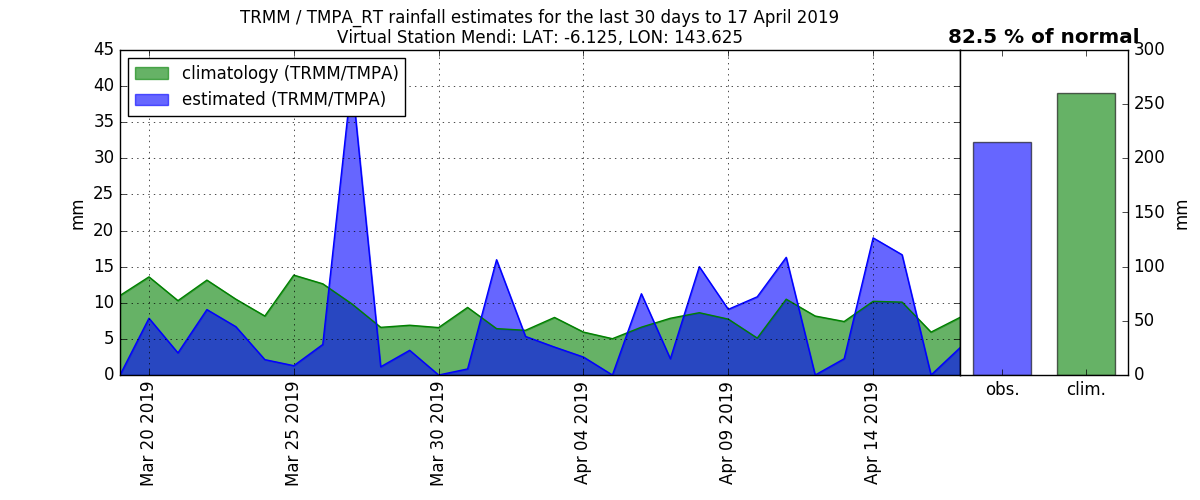 TRMM / TMPA_RT rainfall estimates for the last 30 days to 17 April 2019
Virtual Station Mendi: LAT: -6.125, LON: 143.625
82.5 % of normal
climatology (TRMM/TMPA)
estimated (TRMM/TMPA)
45
40
35
30
25
20
15
10
5
0
mm
Mar 20 2019
Mar 25 2019
Mar 30 2019
Apr 04 2019
Apr 09 2019
Apr 14 2019
300
250
200
150
100
50
0
mm
obs.
clim.